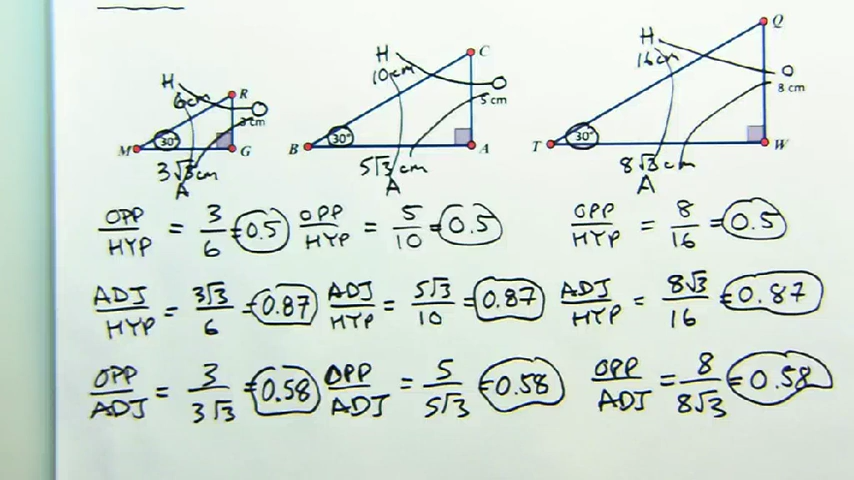 H R 6cm O 3 cm 30° M G 3√3 cm A
H C 10cm O 5 cm 30° B A 5√3 cm A
H Q 16cm O 8 cm 30° T W 8√3 cm A
OPP/HYP = 3/6 = 0.5 OPP/HYP = 5/10 = 0.5 OPP/HYP = 8/16 = 0.5
ADJ/HYP = 3√3/6 = 0.87 ADJ/HYP = 5√3/10 = 0.87 ADJ/HYP = 8√3/16 = 0.87
OPP/ADJ = 3/3√3 = 0.58 OPP/ADJ = 5/5√3 = 0.58 OPP/ADJ = 8/8√3 = 0.58